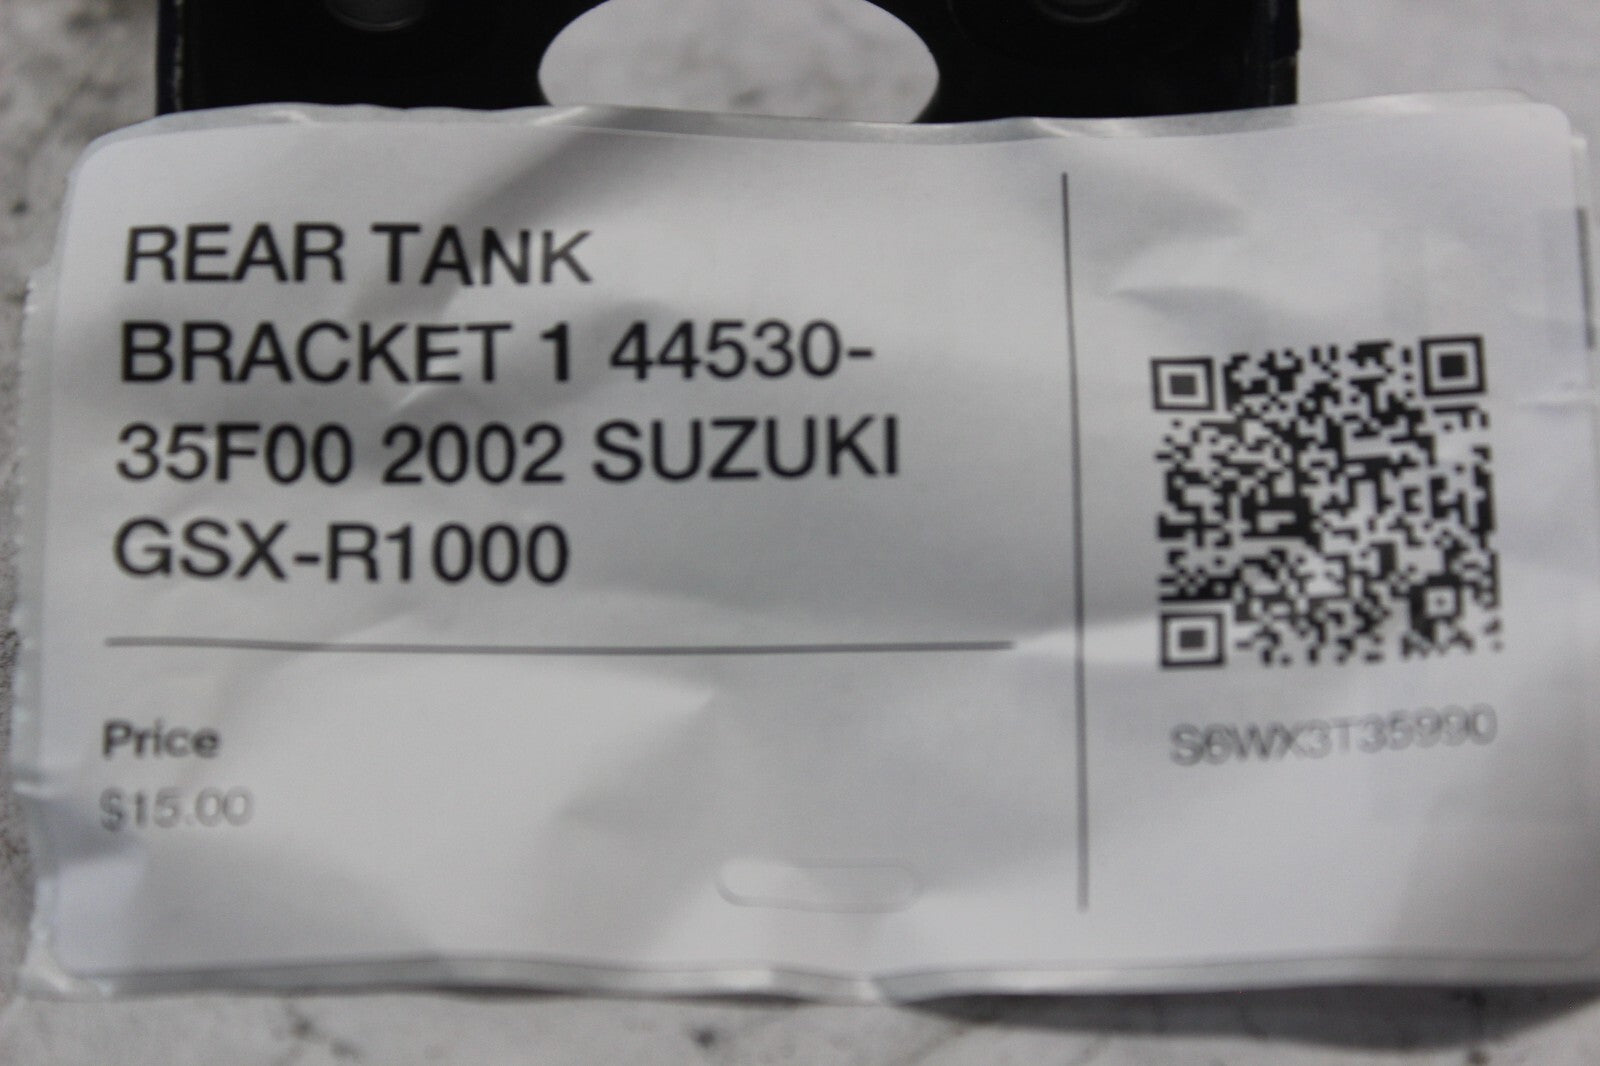 REAR TANK
BRACKET 1 44530-
35F00 2002 SUZUKI
GSX-R1000
Price
$15.00
S6WX3T35990